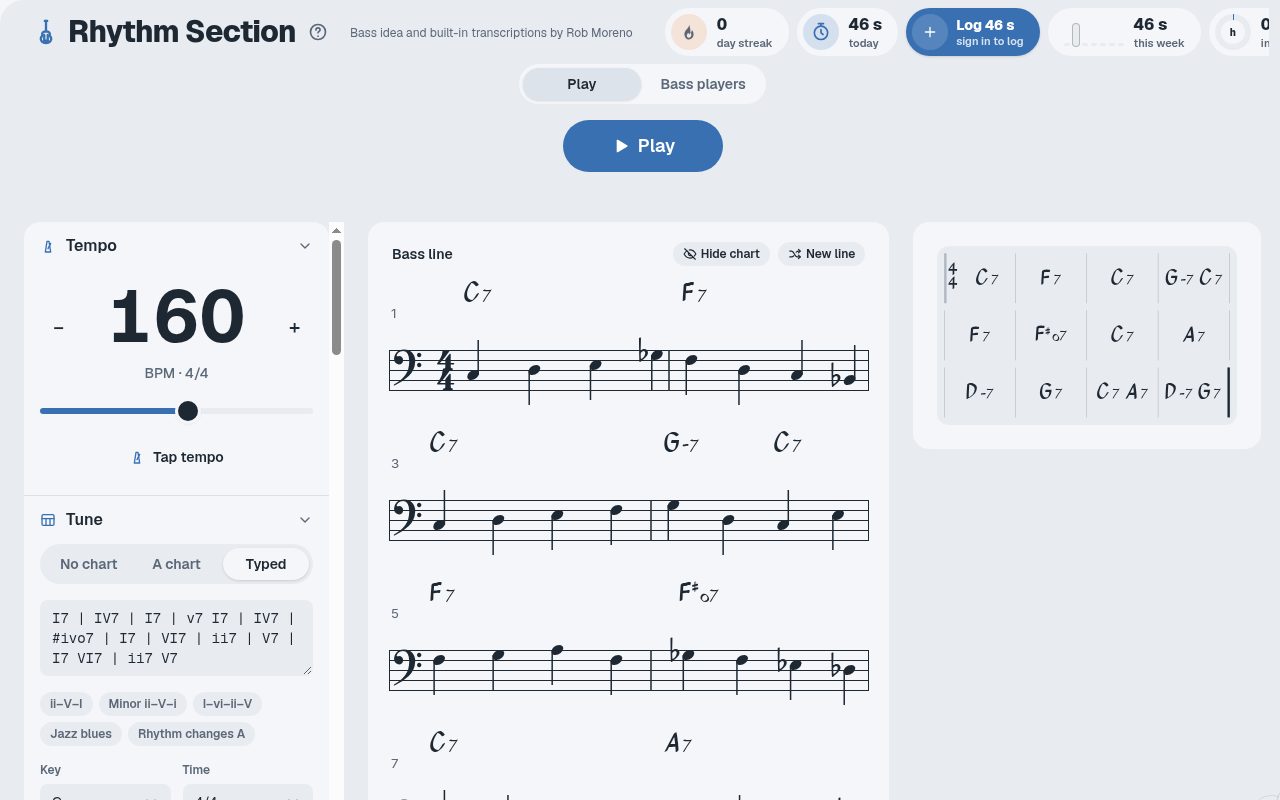 Rhythm Section
Bass idea and built-in transcriptions by Rob Moreno
0
day streak
46 s
today
Log 46 s
sign in to log
46 s
this week
h
Play
Bass players
Play
Tempo
− 160 +
BPM · 4/4
Tap tempo
Tune
No chart
A chart
Typed
I7 | IV7 | I7 | v7 I7 | IV7 |
#ivo7 | I7 | VI7 | ii7 | V7 |
I7 VI7 | ii7 V7
ii–V–I
Minor ii–V–i
I–vi–ii–V
Jazz blues
Rhythm changes A
Key
Time
Bass line
Hide chart
New line
C7 F7
1
4
4
C7 G-7 C7
3
F7 F♯o7
5
C7 A7
7
4
4
C7 F7 C7 G-7 C7
F7 F♯o7 C7 A7
D-7 G7 C7 A7 D-7 G7